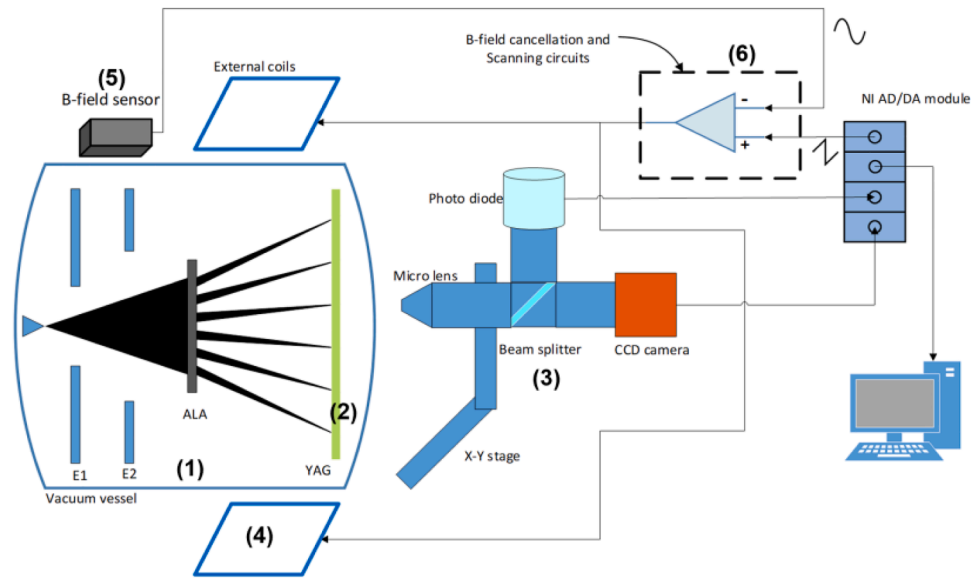 (5)
B-field sensor
External coils
B-field cancellation and
Scanning circuits
(6)
NI AD/DA module
-
+
Photo diode
Micro lens
Beam splitter
CCD camera
(3)
X-Y stage
ALA
(2)
(1)
E1
E2
YAG
Vacuum vessel
(4)